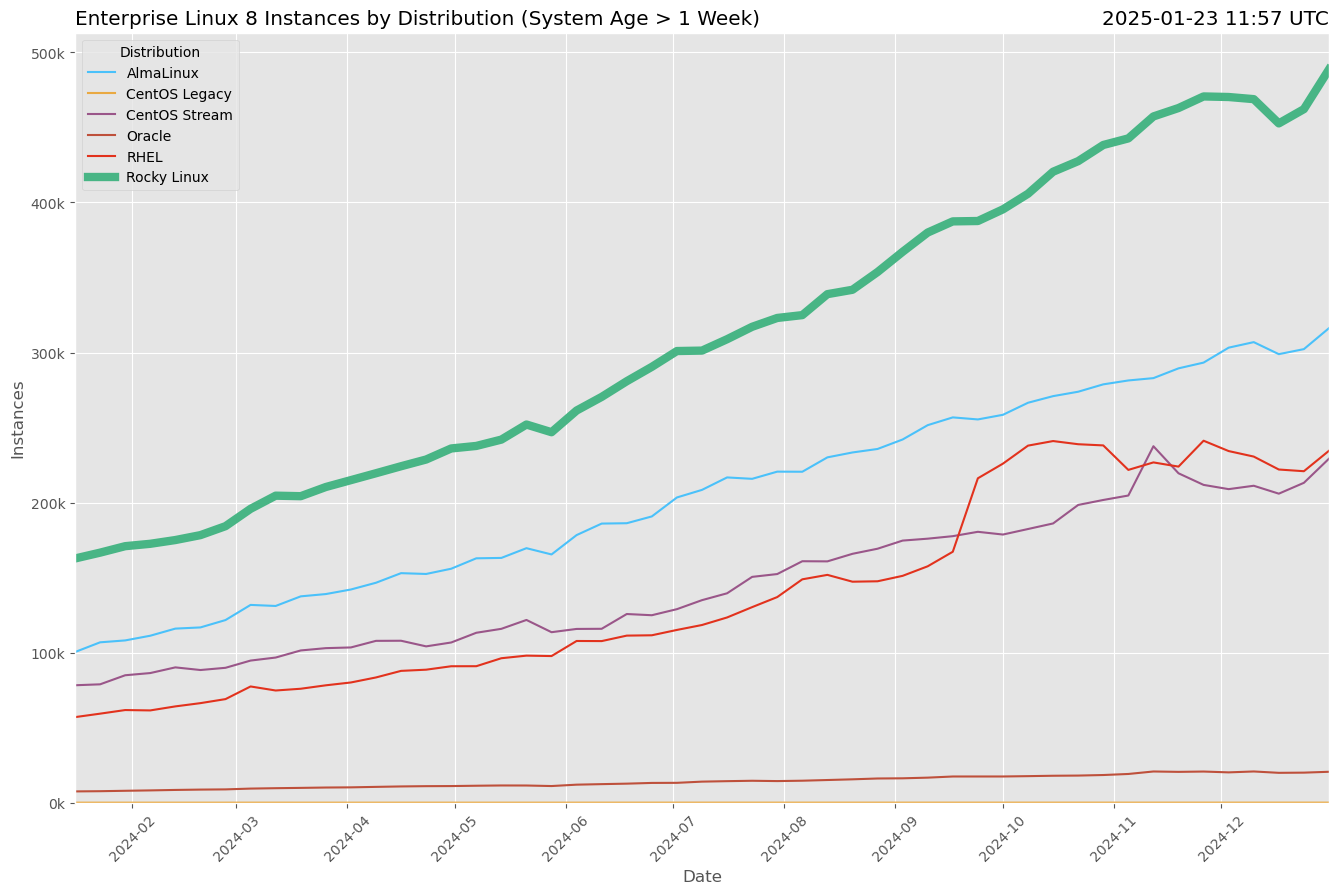 Enterprise Linux 8 Instances by Distribution (System Age > 1 Week)
2025-01-23 11:57 UTC
Distribution
AlmaLinux
CentOS Legacy
CentOS Stream
Oracle
RHEL
Rocky Linux
500k
400k
300k
200k
100k
0k
Instances
2024-02
2024-03
2024-04
2024-05
2024-06
2024-07
2024-08
2024-09
2024-10
2024-11
2024-12
Date